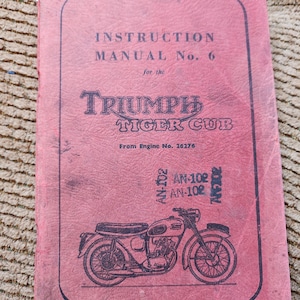 INSTRUCTION
MANUAL No. 6
for the
TRIUMPH
TIGER CUB
From Engine No. 26276
AN-102
AN-102
AN-102
AN-102